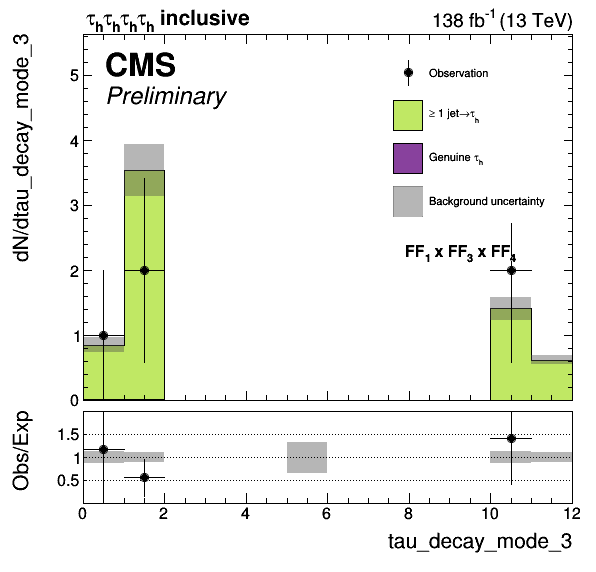 τhτhτhτh inclusive
138 fb-1 (13 TeV)
dN/dtau_decay_mode_3
CMS
Preliminary
Observation
≥ 1 jet→τh
Genuine τh
Background uncertainty
FF1 x FF3 x FF4
5
4
3
2
1
0
Obs/Exp
1.5
1
0.5
0 2 4 6 8 10 12
tau_decay_mode_3